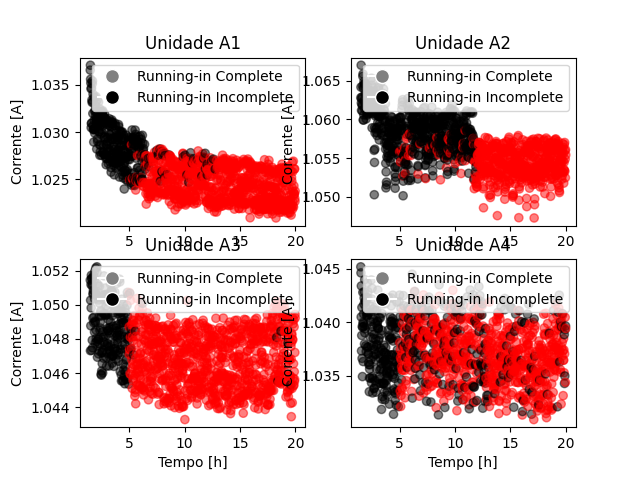 Unidade A1
Corrente [A]
1.035
1.030
1.025
5
10
15
20
Running-in Complete
Running-in Incomplete
Unidade A2
Corrente [A]
1.065
1.060
1.055
1.050
5
10
15
20
Running-in Complete
Running-in Incomplete
Unidade A3
Corrente [A]
1.052
1.050
1.048
1.046
1.044
5
10
15
20
Tempo [h]
Running-in Complete
Running-in Incomplete
Unidade A4
Corrente [A]
1.045
1.040
1.035
5
10
15
20
Tempo [h]
Running-in Complete
Running-in Incomplete